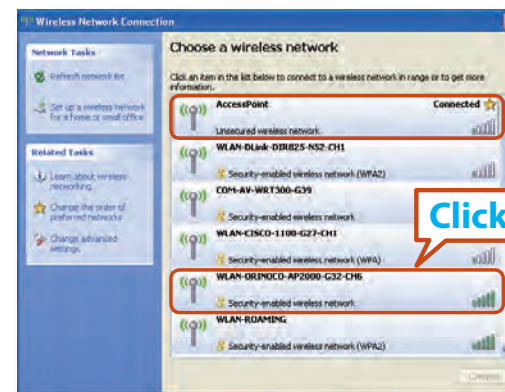 Wireless Network Connection
Network Tasks
Refresh network list
Set up a wireless network
for a home or small office
Related Tasks
Learn about wireless
networking
Change the order of
preferred networks
Change advanced
settings
Choose a wireless network
Click an item in the list below to connect to a wireless network in range or to get more
information.
AccessPoint
Connected
Unsecured wireless network
WLAN-DLink-DIR825-N52-CH1
Security-enabled wireless network (WPA2)
COM-AV-WRT300-G39
Security-enabled wireless network
WLAN-CISCO-1100-G27-CH1
Security-enabled wireless network (WPA)
Click
WLAN-ORINOCO-AP2000-G32-CH6
Security-enabled wireless network
WLAN-ROAMING
Security-enabled wireless network (WPA2)
Connect